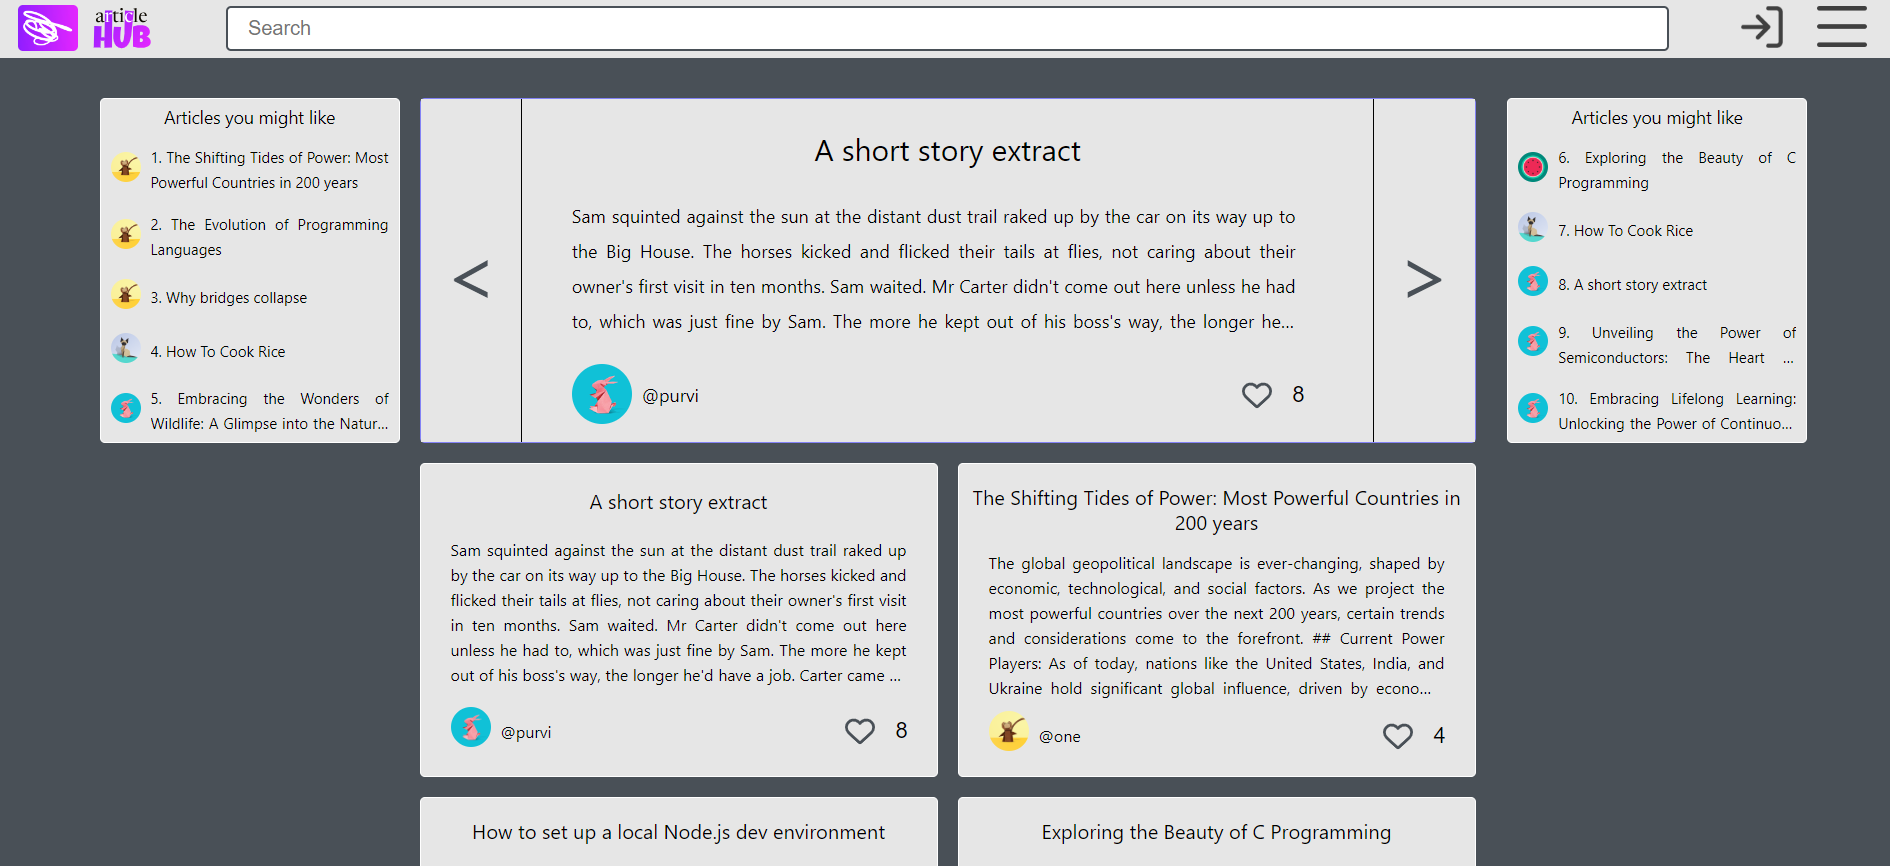 article
HUB
Search
Articles you might like
1. The Shifting Tides of Power: Most
Powerful Countries in 200 years
2. The Evolution of Programming
Languages
3. Why bridges collapse
4. How To Cook Rice
5. Embracing the Wonders of
Wildlife: A Glimpse into the Natur...
<
A short story extract
Sam squinted against the sun at the distant dust trail raked up by the car on its way up to
the Big House. The horses kicked and flicked their tails at flies, not caring about their
owner's first visit in ten months. Sam waited. Mr Carter didn't come out here unless he had
to, which was just fine by Sam. The more he kept out of his boss's way, the longer he...
@purvi
8
>
Articles you might like
6. Exploring the Beauty of C
Programming
7. How To Cook Rice
8. A short story extract
9. Unveiling the Power of
Semiconductors: The Heart ...
10. Embracing Lifelong Learning:
Unlocking the Power of Continuo...
A short story extract
Sam squinted against the sun at the distant dust trail raked up
by the car on its way up to the Big House. The horses kicked and
flicked their tails at flies, not caring about their owner's first visit
in ten months. Sam waited. Mr Carter didn't come out here
unless he had to, which was just fine by Sam. The more he kept
out of his boss's way, the longer he'd have a job. Carter came ...
@purvi
8
The Shifting Tides of Power: Most Powerful Countries in
200 years
The global geopolitical landscape is ever-changing, shaped by
economic, technological, and social factors. As we project the
most powerful countries over the next 200 years, certain trends
and considerations come to the forefront. ## Current Power
Players: As of today, nations like the United States, India, and
Ukraine hold significant global influence, driven by econo...
@one
4
How to set up a local Node.js dev environment
Exploring the Beauty of C Programming